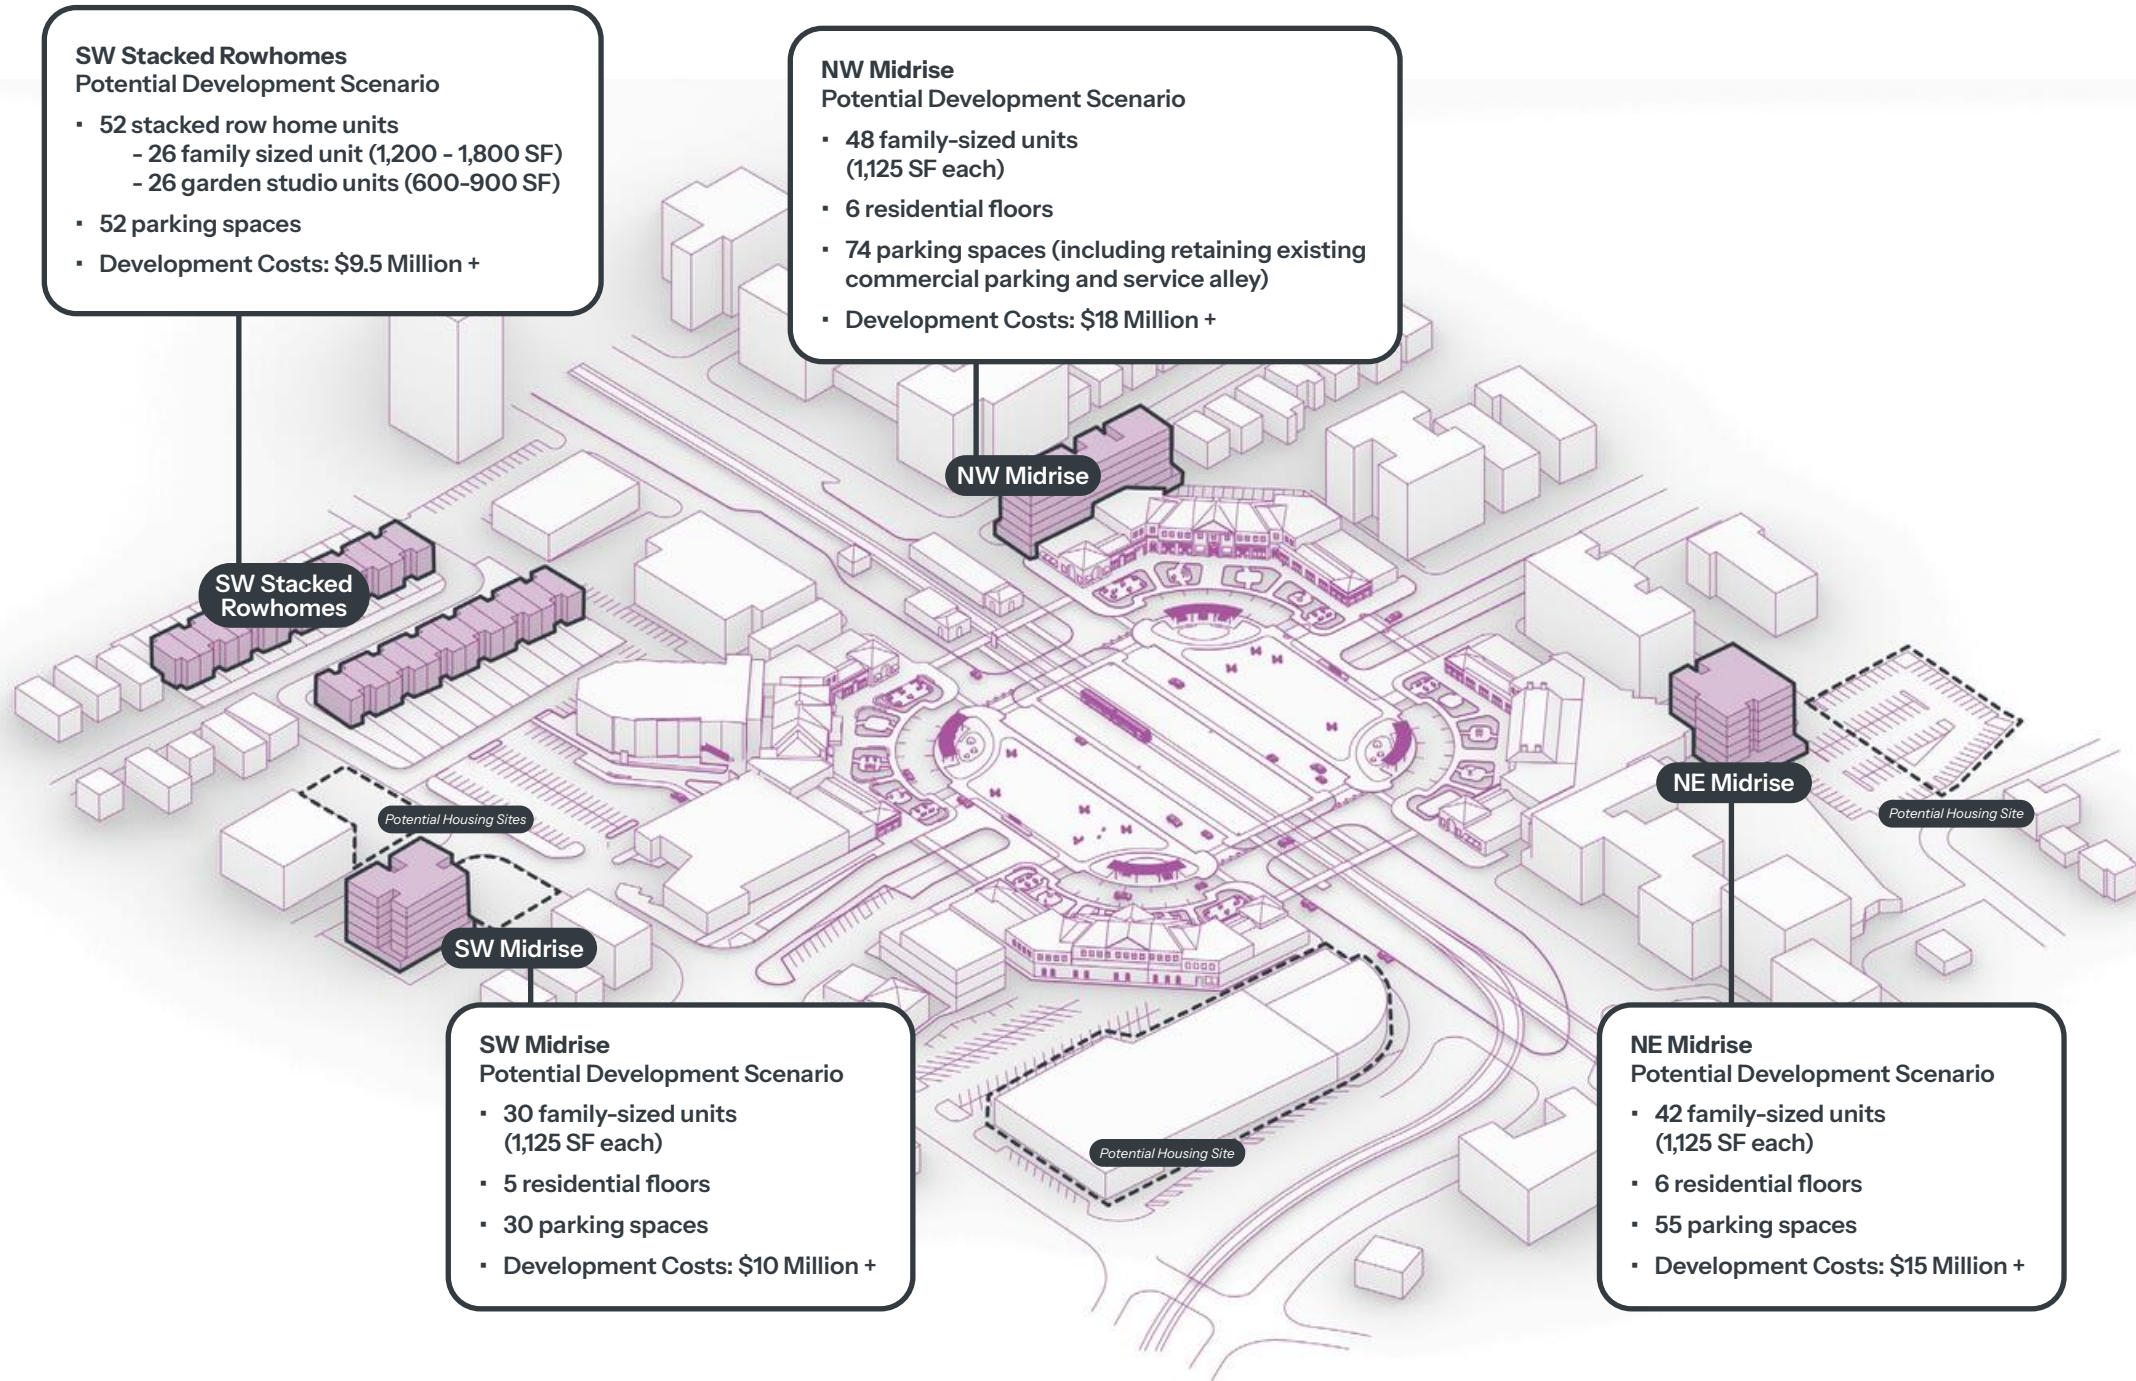 SW Stacked Rowhomes
Potential Development Scenario
▪ 52 stacked row home units
- 26 family sized unit (1,200 - 1,800 SF)
- 26 garden studio units (600-900 SF)
▪ 52 parking spaces
▪ Development Costs: $9.5 Million +
NW Midrise
Potential Development Scenario
▪ 48 family-sized units
(1,125 SF each)
▪ 6 residential floors
▪ 74 parking spaces (including retaining existing
commercial parking and service alley)
▪ Development Costs: $18 Million +
NW Midrise
SW Stacked
Rowhomes
NE Midrise
Potential Housing Sites
Potential Housing Site
SW Midrise
SW Midrise
Potential Development Scenario
▪ 30 family-sized units
(1,125 SF each)
▪ 5 residential floors
▪ 30 parking spaces
▪ Development Costs: $10 Million +
Potential Housing Site
NE Midrise
Potential Development Scenario
▪ 42 family-sized units
(1,125 SF each)
▪ 6 residential floors
▪ 55 parking spaces
▪ Development Costs: $15 Million +